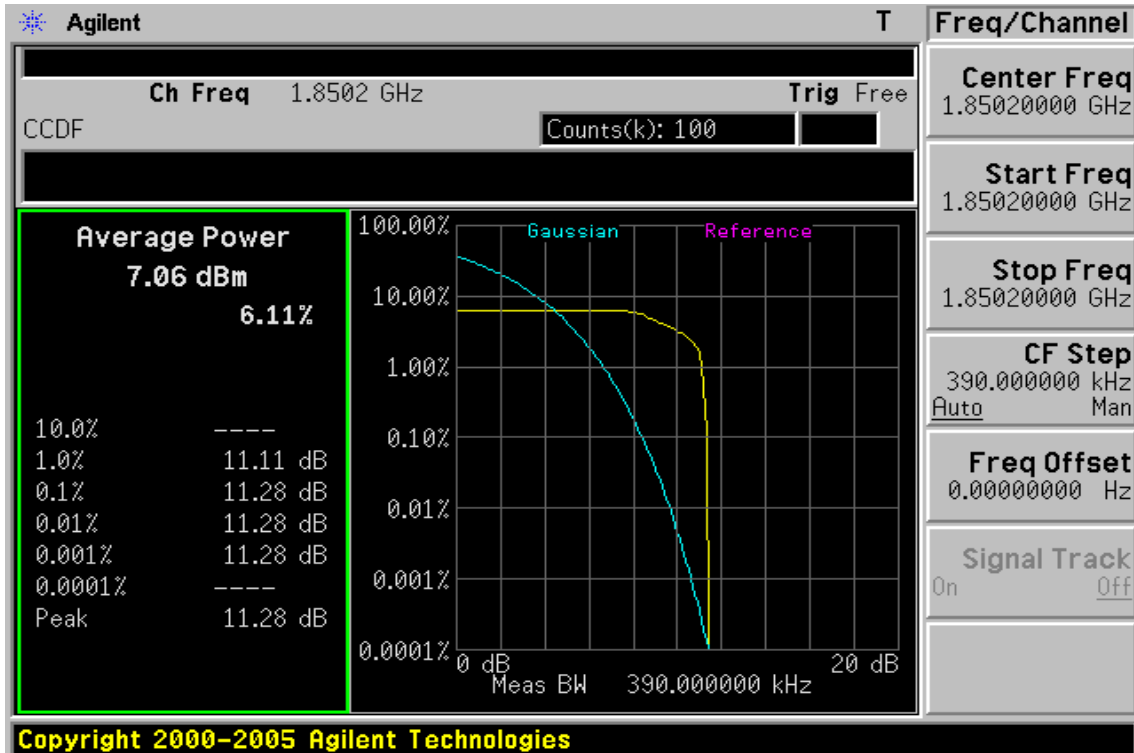 Agilent T
Ch Freq 1.8502 GHz Trig Free
CCDF
Counts(k): 100
Average Power
7.06 dBm
6.11%
10.0% ----
1.0% 11.11 dB
0.1% 11.28 dB
0.01% 11.28 dB
0.001% 11.28 dB
0.0001% ----
Peak 11.28 dB
Gaussian Reference
100.00%
10.00%
1.00%
0.10%
0.01%
0.001%
0.0001%
0 dB 20 dB
Meas BW 390.000000 kHz
Freq/Channel
Center Freq
1.85020000 GHz
Start Freq
1.85020000 GHz
Stop Freq
1.85020000 GHz
CF Step
390.000000 kHz
Auto Man
Freq Offset
0.00000000 Hz
Signal Track
On Off
Copyright 2000-2005 Agilent Technologies